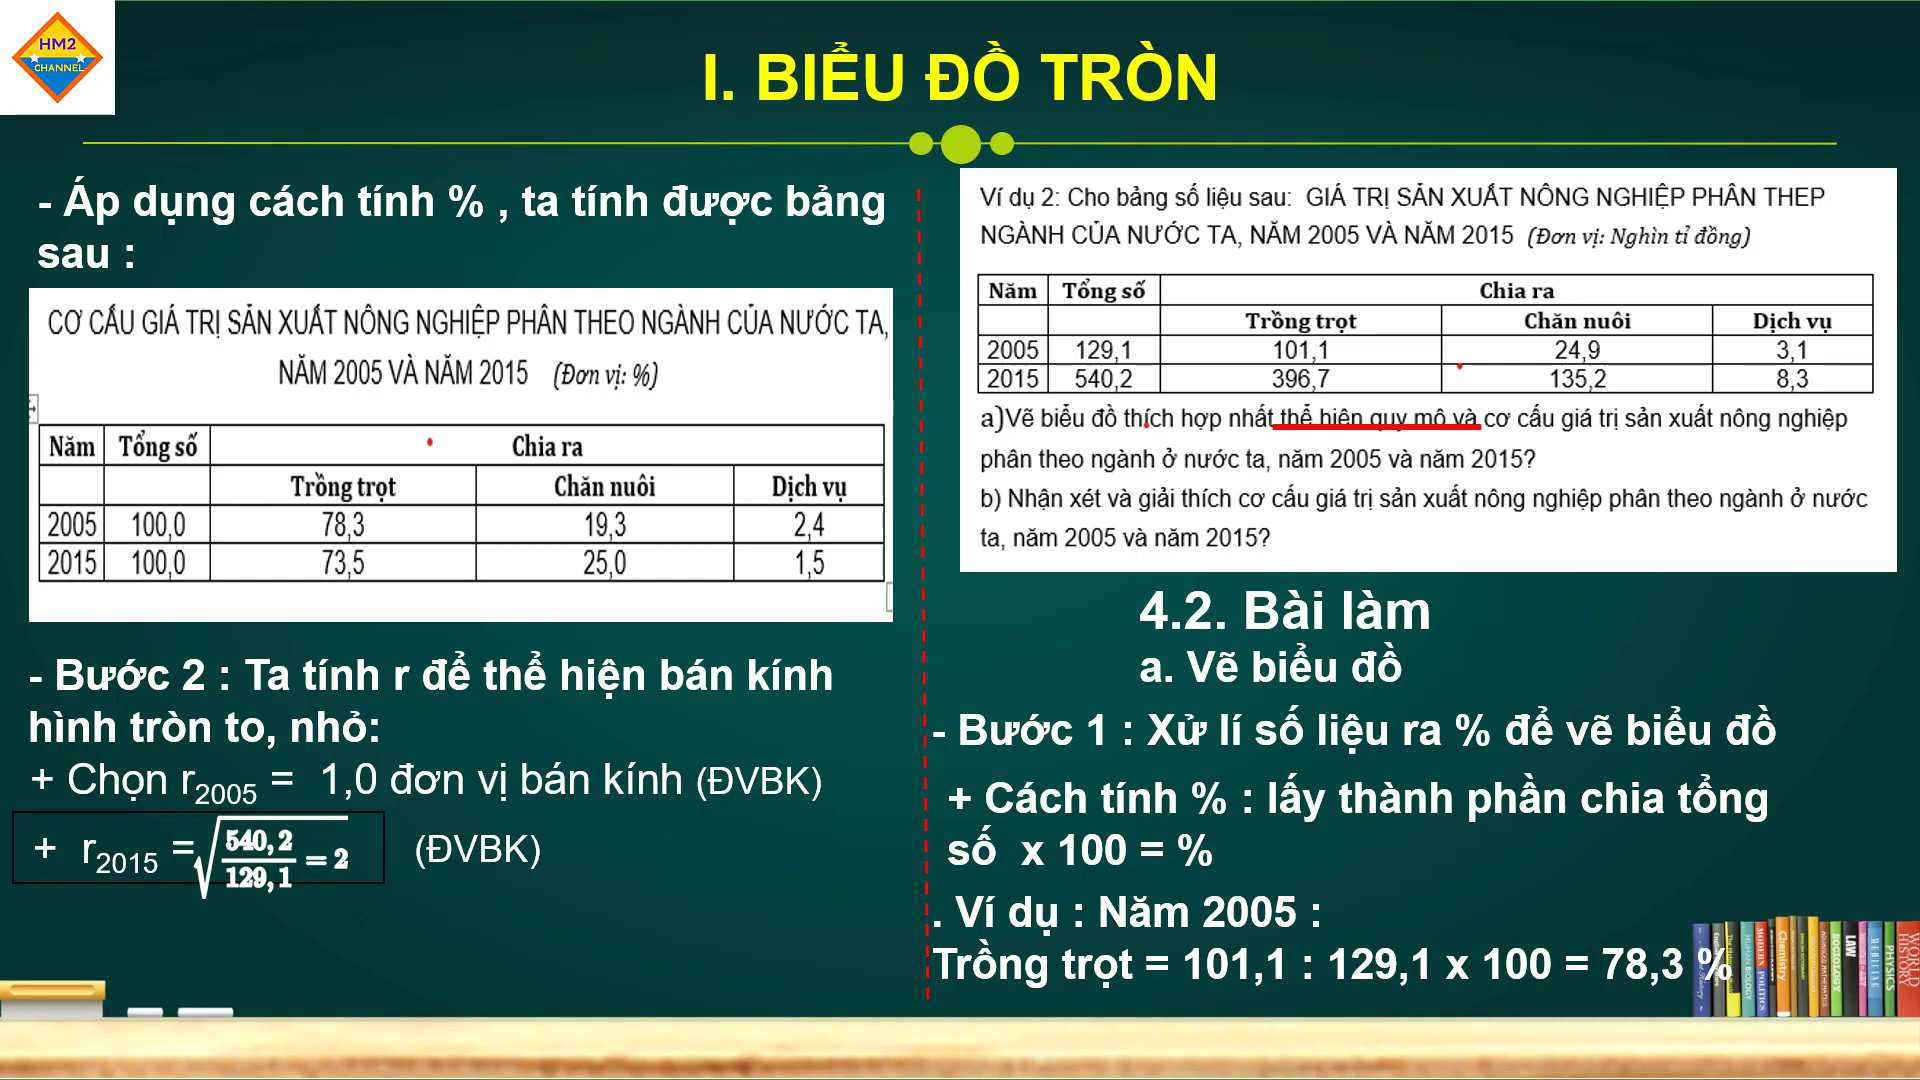 HM2
CHANNEL
I. BIỂU ĐỒ TRÒN
- Áp dụng cách tính % , ta tính được bảng
sau :
CƠ CẤU GIÁ TRỊ SẢN XUẤT NÔNG NGHIỆP PHÂN THEO NGÀNH CỦA NƯỚC TA,
NĂM 2005 VÀ NĂM 2015 (Đơn vị: %)
Năm Tổng số Chia ra
Trồng trọt Chăn nuôi Dịch vụ
2005 100,0 78,3 19,3 2,4
2015 100,0 73,5 25,0 1,5
- Bước 2 : Ta tính r để thể hiện bán kính
hình tròn to, nhỏ:
+ Chọn r2005 = 1,0 đơn vị bán kính (ĐVBK)
+ r2015 = √(540,2/129,1) = 2 (ĐVBK)
Ví dụ 2: Cho bảng số liệu sau: GIÁ TRỊ SẢN XUẤT NÔNG NGHIỆP PHÂN THEP
NGÀNH CỦA NƯỚC TA, NĂM 2005 VÀ NĂM 2015 (Đơn vị: Nghìn tỉ đồng)
Năm Tổng số Chia ra
Trồng trọt Chăn nuôi Dịch vụ
2005 129,1 101,1 24,9 3,1
2015 540,2 396,7 135,2 8,3
a)Vẽ biểu đồ thích hợp nhất thể hiện quy mô và cơ cấu giá trị sản xuất nông nghiệp
phân theo ngành ở nước ta, năm 2005 và năm 2015?
b) Nhận xét và giải thích cơ cấu giá trị sản xuất nông nghiệp phân theo ngành ở nước
ta, năm 2005 và năm 2015?
4.2. Bài làm
a. Vẽ biểu đồ
- Bước 1 : Xử lí số liệu ra % để vẽ biểu đồ
+ Cách tính % : lấy thành phần chia tổng
số x 100 = %
. Ví dụ : Năm 2005 :
Trồng trọt = 101,1 : 129,1 x 100 = 78,3 %
HUMAN BIOLOGY
MODERN POLITICS
Chemistry
SOCIOLOGY
LAW
MEDICINE
PHYSICS
WORLD HISTORY